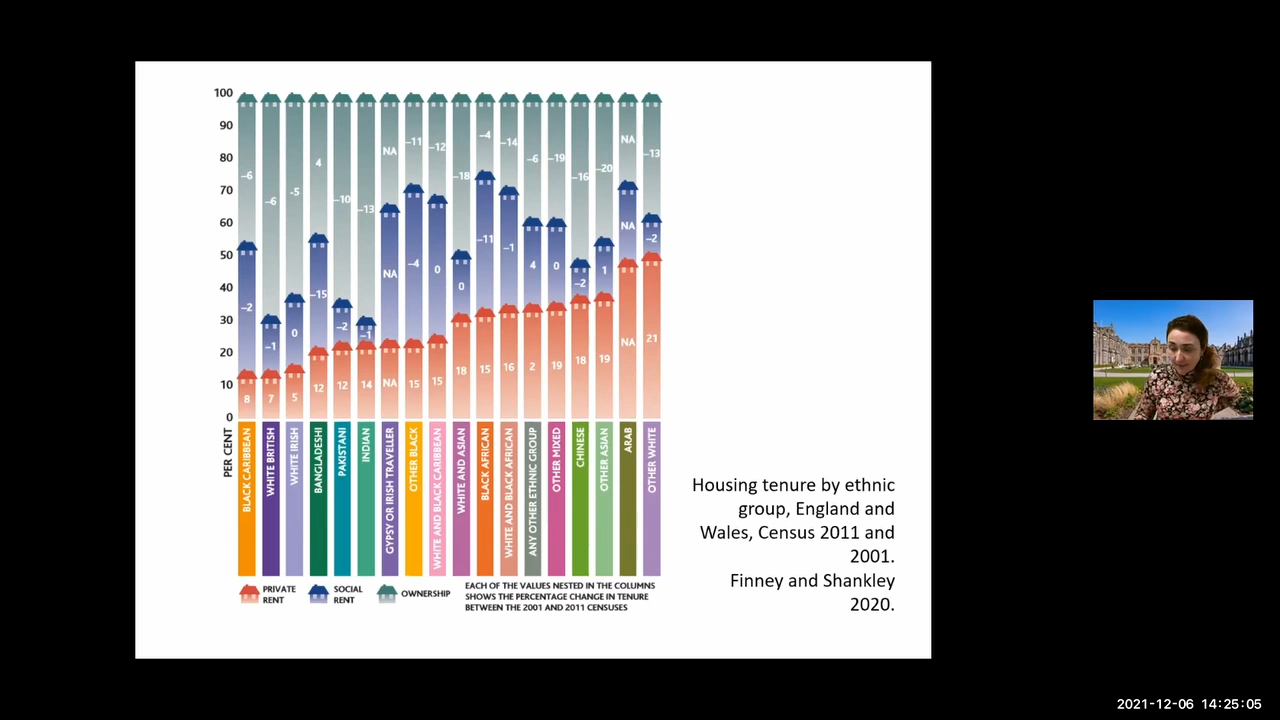 100
90
80
70
60
50
40
30
20
10
0
PER CENT
–6
–6
-5
4
–10
–13
NA
–11
–12
–18
–4
–14
–6
–19
–16
–20
NA
–13
–2
–1
0
–15
–2
–1
NA
–4
0
0
–11
–1
4
0
–2
1
NA
–2
8
7
5
12
12
14
NA
15
15
18
15
16
2
19
18
19
NA
21
BLACK CARIBBEAN
WHITE BRITISH
WHITE IRISH
BANGLADESHI
PAKISTANI
INDIAN
GYPSY OR IRISH TRAVELLER
OTHER BLACK
WHITE AND BLACK CARIBBEAN
WHITE AND ASIAN
BLACK AFRICAN
WHITE AND BLACK AFRICAN
ANY OTHER ETHNIC GROUP
OTHER MIXED
CHINESE
OTHER ASIAN
ARAB
OTHER WHITE
PRIVATE
RENT
SOCIAL
RENT
OWNERSHIP
EACH OF THE VALUES NESTED IN THE COLUMNS
SHOWS THE PERCENTAGE CHANGE IN TENURE
BETWEEN THE 2001 AND 2011 CENSUSES
Housing tenure by ethnic
group, England and
Wales, Census 2011 and
2001.
Finney and Shankley
2020.
2021-12-06 14:25:05